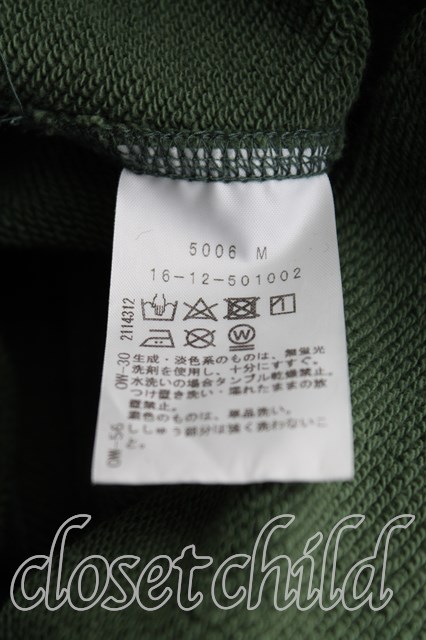 5006 M
16-12-501002
2114312
OW-30
OW-56
生成・淡色系のものは、無蛍光
洗剤を使用し、十分にすすぐ。
水洗いの場合タンブル乾燥禁止。
つけ置き洗い・濡れたままの放
置禁止。
濃色のものは、単品洗い。
ししゅう部分は強く洗わないこ
と。
closet child